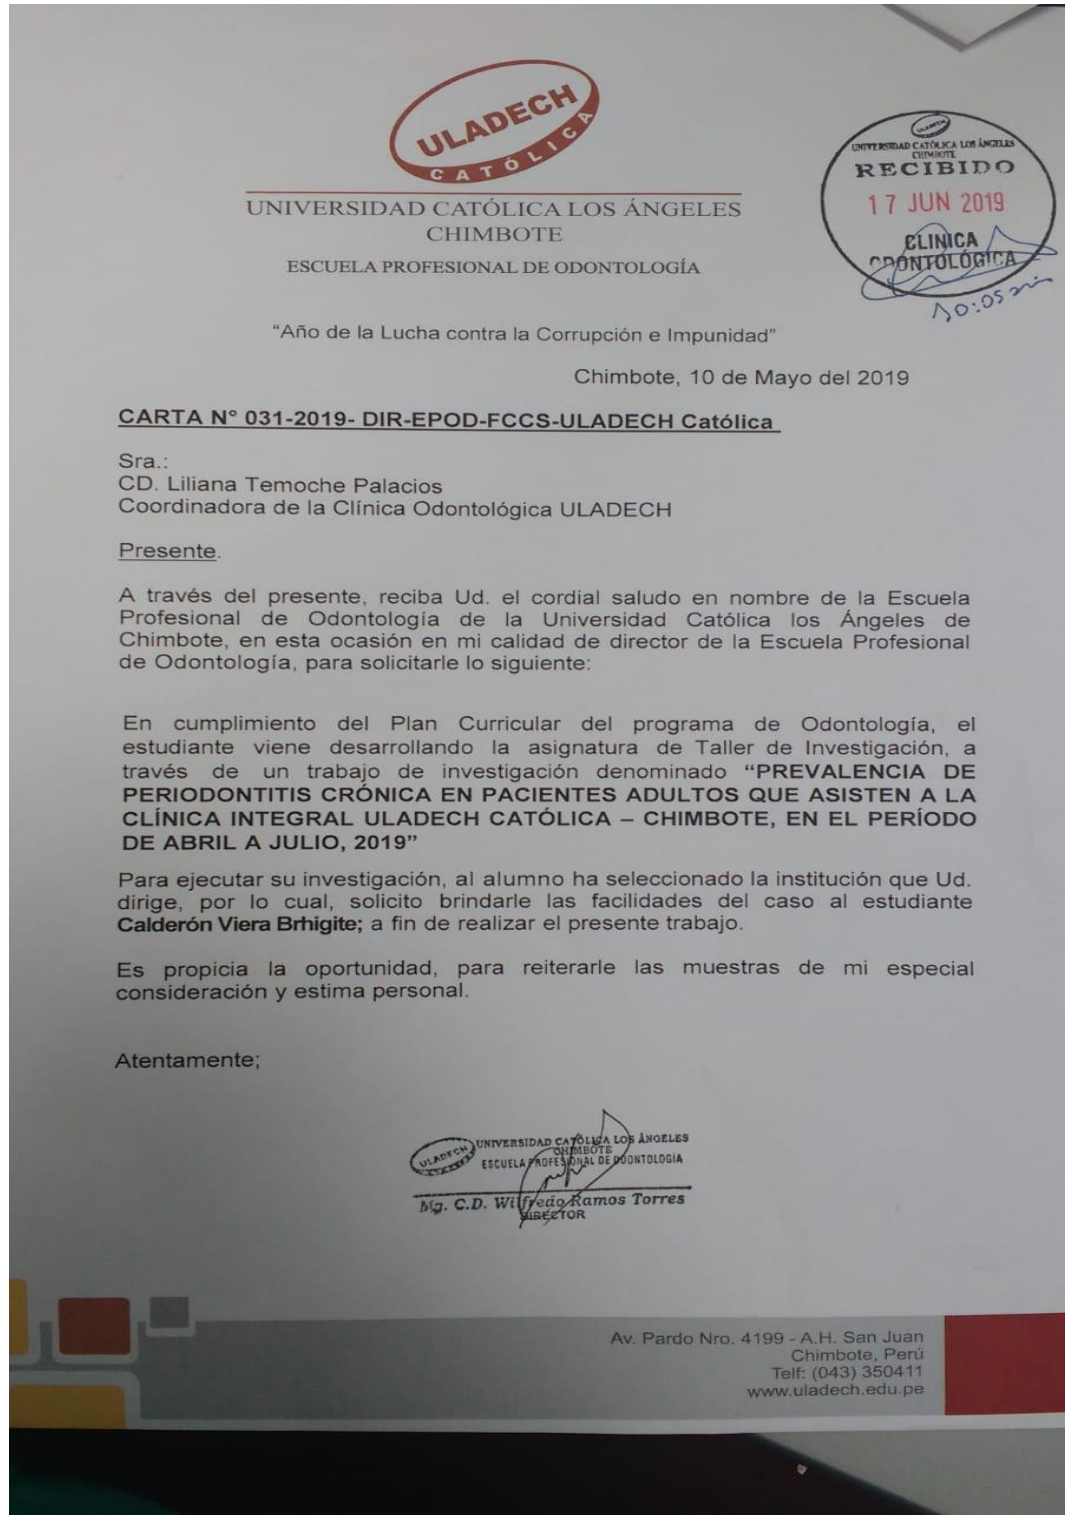 ULADECH
CATÓLICA
UNIVERSIDAD CATÓLICA LOS ÁNGELES
CHIMBOTE
ESCUELA PROFESIONAL DE ODONTOLOGÍA
UNIVERSIDAD CATÓLICA LOS ÁNGELES
CHIMBOTE
RECIBIDO
17 JUN 2019
CLINICA
ODONTOLÓGICA
10:05
“Año de la Lucha contra la Corrupción e Impunidad”
Chimbote, 10 de Mayo del 2019
CARTA N° 031-2019- DIR-EPOD-FCCS-ULADECH Católica
Sra.:
CD. Liliana Temoche Palacios
Coordinadora de la Clínica Odontológica ULADECH
Presente.
A través del presente, reciba Ud. el cordial saludo en nombre de la Escuela
Profesional de Odontología de la Universidad Católica los Ángeles de
Chimbote, en esta ocasión en mi calidad de director de la Escuela Profesional
de Odontología, para solicitarle lo siguiente:
En cumplimiento del Plan Curricular del programa de Odontología, el
estudiante viene desarrollando la asignatura de Taller de Investigación, a
través de un trabajo de investigación denominado “PREVALENCIA DE
PERIODONTITIS CRÓNICA EN PACIENTES ADULTOS QUE ASISTEN A LA
CLÍNICA INTEGRAL ULADECH CATÓLICA – CHIMBOTE, EN EL PERÍODO
DE ABRIL A JULIO, 2019”
Para ejecutar su investigación, al alumno ha seleccionado la institución que Ud.
dirige, por lo cual, solicito brindarle las facilidades del caso al estudiante
Calderón Viera Brhigite; a fin de realizar el presente trabajo.
Es propicia la oportunidad, para reiterarle las muestras de mi especial
consideración y estima personal.
Atentamente;
ULADECH
UNIVERSIDAD CATÓLICA LOS ÁNGELES
CHIMBOTE
ESCUELA PROFESIONAL DE ODONTOLOGÍA
Mg. C.D. Wilfredo Ramos Torres
DIRECTOR
Av. Pardo Nro. 4199 - A.H. San Juan
Chimbote, Perú
Telf: (043) 350411
www.uladech.edu.pe